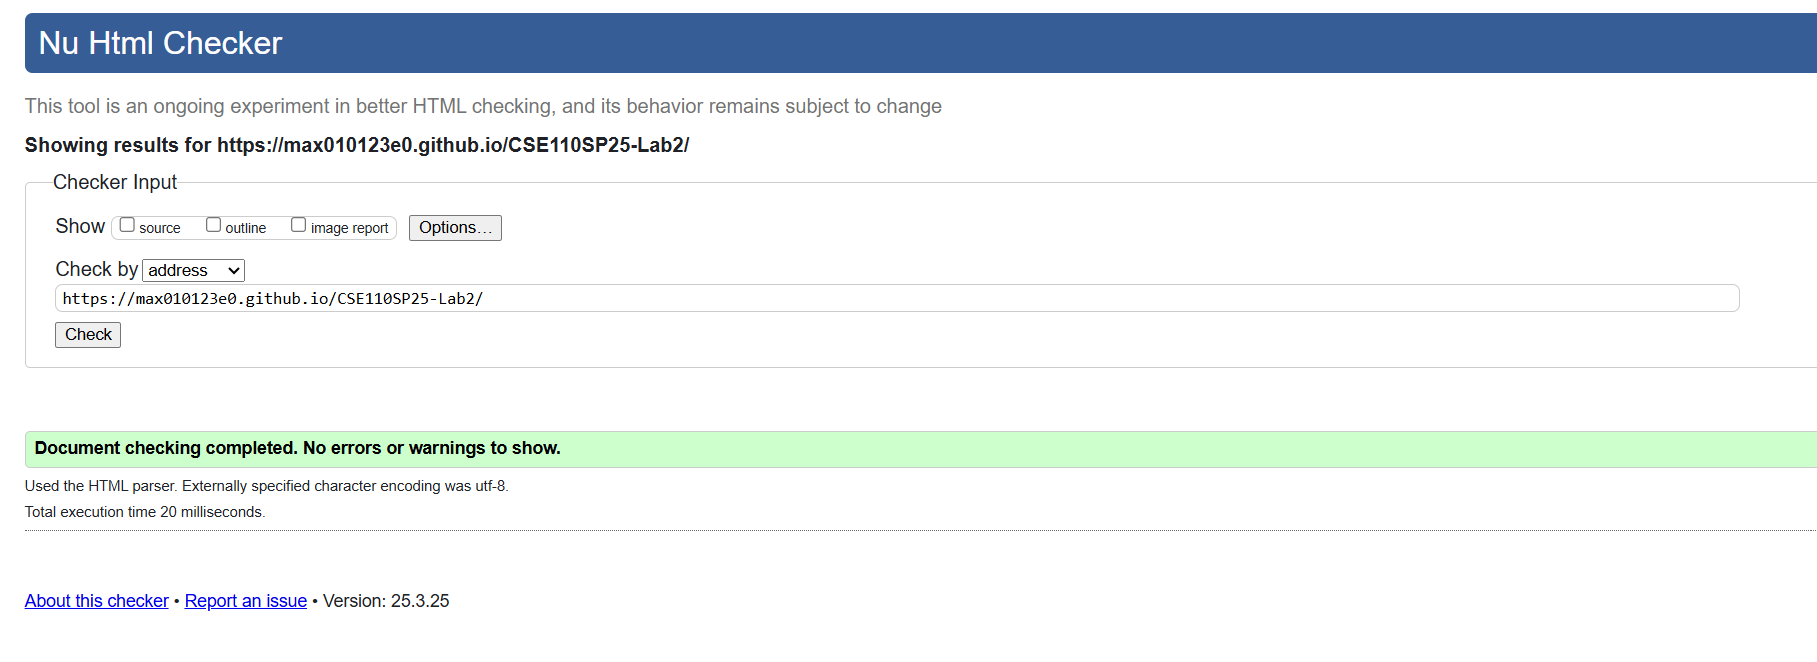 Nu Html Checker
This tool is an ongoing experiment in better HTML checking, and its behavior remains subject to change
Showing results for https://max010123e0.github.io/CSE110SP25-Lab2/
Checker Input
Show source outline image report Options…
Check by address
https://max010123e0.github.io/CSE110SP25-Lab2/
Check
Document checking completed. No errors or warnings to show.
Used the HTML parser. Externally specified character encoding was utf-8.
Total execution time 20 milliseconds.
About this checker • Report an issue • Version: 25.3.25